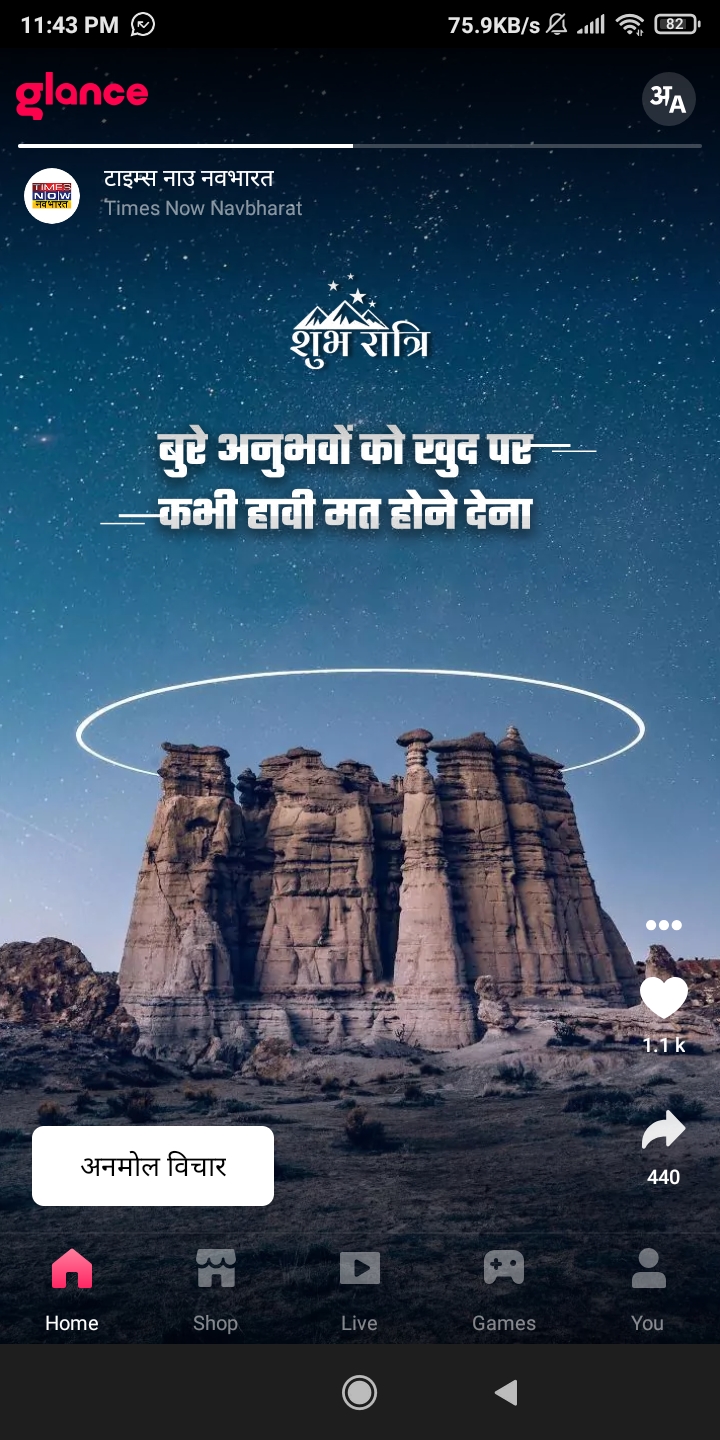 11:43 PM
75.9KB/s
82
glance
अA
टाइम्स नाउ नवभारत
TIMES
NOW
नवभारत
Times Now Navbharat
शुभ रात्रि
बुरे अनुभवों को खुद पर
कभी हावी मत होने देना
1.1 k
440
अनमोल विचार
Home
Shop
Live
Games
You